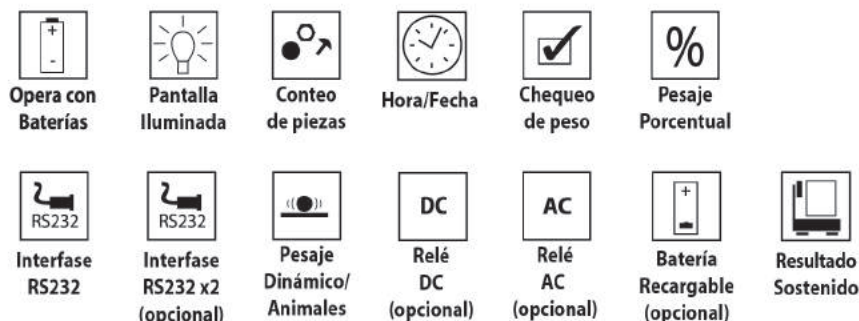 +
-
%
Opera con
Baterías
Pantalla
Iluminada
Conteo
de piezas
Hora/Fecha
Chequeo
de peso
Pesaje
Porcentual
RS232
RS232
DC
AC
+
-
Interfase
RS232
Interfase
RS232 x2
(opcional)
Pesaje
Dinámico/
Animales
Relé
DC
(opcional)
Relé
AC
(opcional)
Batería
Recargable
(opcional)
Resultado
Sostenido